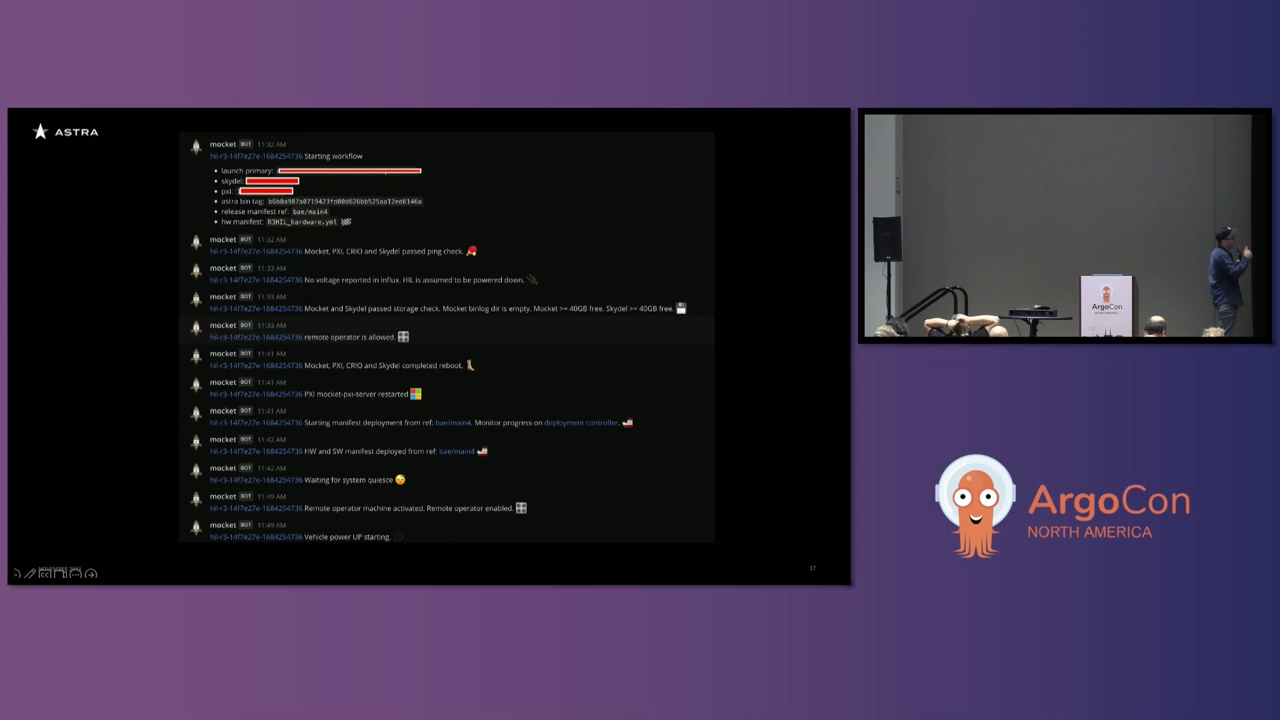 ASTRA
mocket BOT 11:32 AM
hil-r3-14f7e27e-1684254736 Starting workflow
• launch primary:
• skydel:
• pxi:
• astra bin tag: b6b0a987a0719423fd00d626bb525aa12ed6146a
• release manifest ref: bae/main4
• hw manifest: R3HIL_hardware.yml
mocket BOT 11:32 AM
hil-r3-14f7e27e-1684254736 Mocket, PXI, CRIO and Skydel passed ping check.
mocket BOT 11:33 AM
hil-r3-14f7e27e-1684254736 No voltage reported in influx. HIL is assumed to be powered down.
mocket BOT 11:33 AM
hil-r3-14f7e27e-1684254736 Mocket and Skydel passed storage check. Mocket binlog dir is empty. Mocket >= 40GB free. Skydel >= 40GB free.
mocket BOT 11:33 AM
hil-r3-14f7e27e-1684254736 remote operator is allowed.
mocket BOT 11:41 AM
hil-r3-14f7e27e-1684254736 Mocket, PXI, CRIO and Skydel completed reboot.
mocket BOT 11:41 AM
hil-r3-14f7e27e-1684254736 PXI mocket-pxi-server restarted
mocket BOT 11:41 AM
hil-r3-14f7e27e-1684254736 Starting manifest deployment from ref: bae/main4. Monitor progress on deployment controller.
mocket BOT 11:42 AM
hil-r3-14f7e27e-1684254736 HW and SW manifest deployed from ref: bae/main4
mocket BOT 11:42 AM
hil-r3-14f7e27e-1684254736 Waiting for system quiesce
mocket BOT 11:49 AM
hil-r3-14f7e27e-1684254736 Remote operator machine activated. Remote operator enabled.
mocket BOT 11:49 AM
hil-r3-14f7e27e-1684254736 Vehicle power UP starting.
17
ArgoCon
ArgoCon
NORTH AMERICA